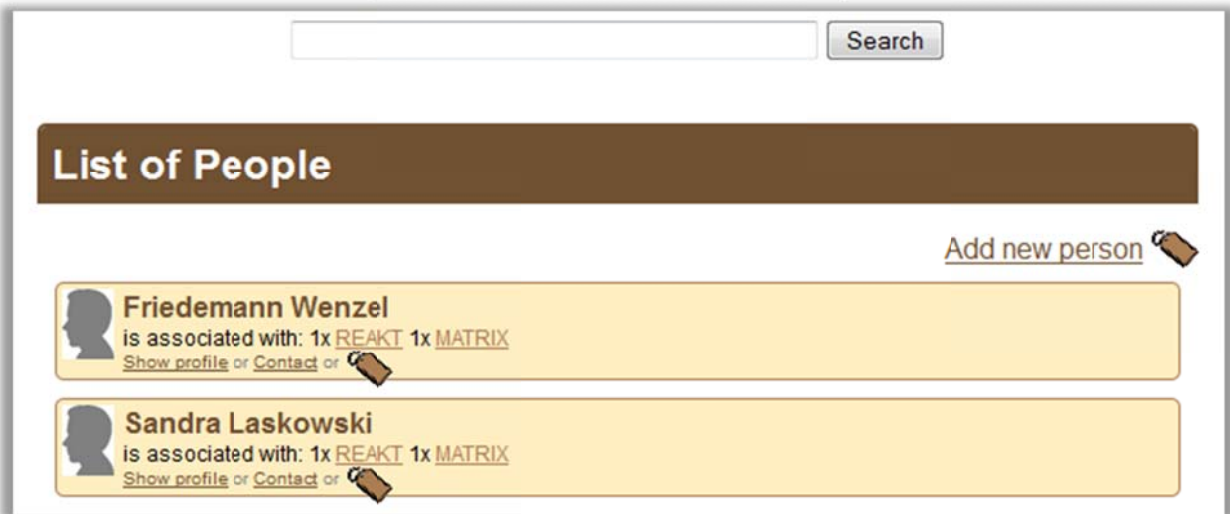 Search
List of People
Add new person
Friedemann Wenzel
is associated with: 1x REAKT 1x MATRIX
Show profile or Contact or
Sandra Laskowski
is associated with: 1x REAKT 1x MATRIX
Show profile or Contact or